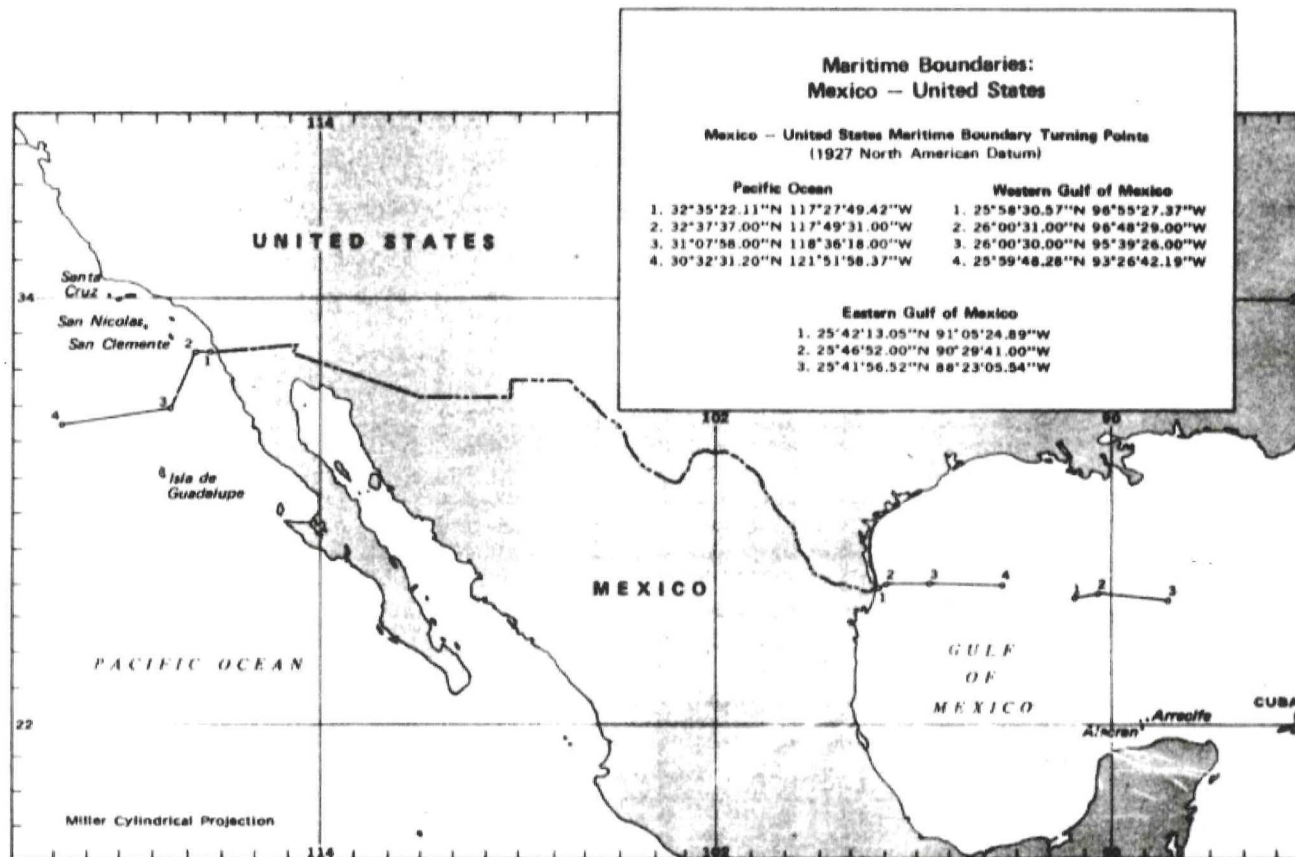 Maritime Boundaries:
Mexico — United States
Mexico — United States Maritime Boundary Turning Points
(1927 North American Datum)
Pacific Ocean
1. 32°35'22.11"N 117°27'49.42"W
2. 32°37'37.00"N 117°49'31.00"W
3. 31°07'58.00"N 118°36'18.00"W
4. 30°32'31.20"N 121°51'58.37"W
Western Gulf of Mexico
1. 25°58'30.57"N 96°55'27.37"W
2. 26°00'31.00"N 96°48'29.00"W
3. 26°00'30.00"N 95°39'26.00"W
4. 25°59'48.28"N 93°26'42.19"W
Eastern Gulf of Mexico
1. 25°42'13.05"N 91°05'24.89"W
2. 25°46'52.00"N 90°29'41.00"W
3. 25°41'56.52"N 88°23'05.54"W
114
UNITED STATES
Santa
Cruz
34
San Nicolas
San Clemente
2
1
3
4
102
90
Isla de
Guadalupe
MEXICO
2
3
4
1
1
2
3
PACIFIC OCEAN
GULF
OF
MEXICO
CUBA
22
Arrecife
Alacran
Miller Cylindrical Projection
114
102
90